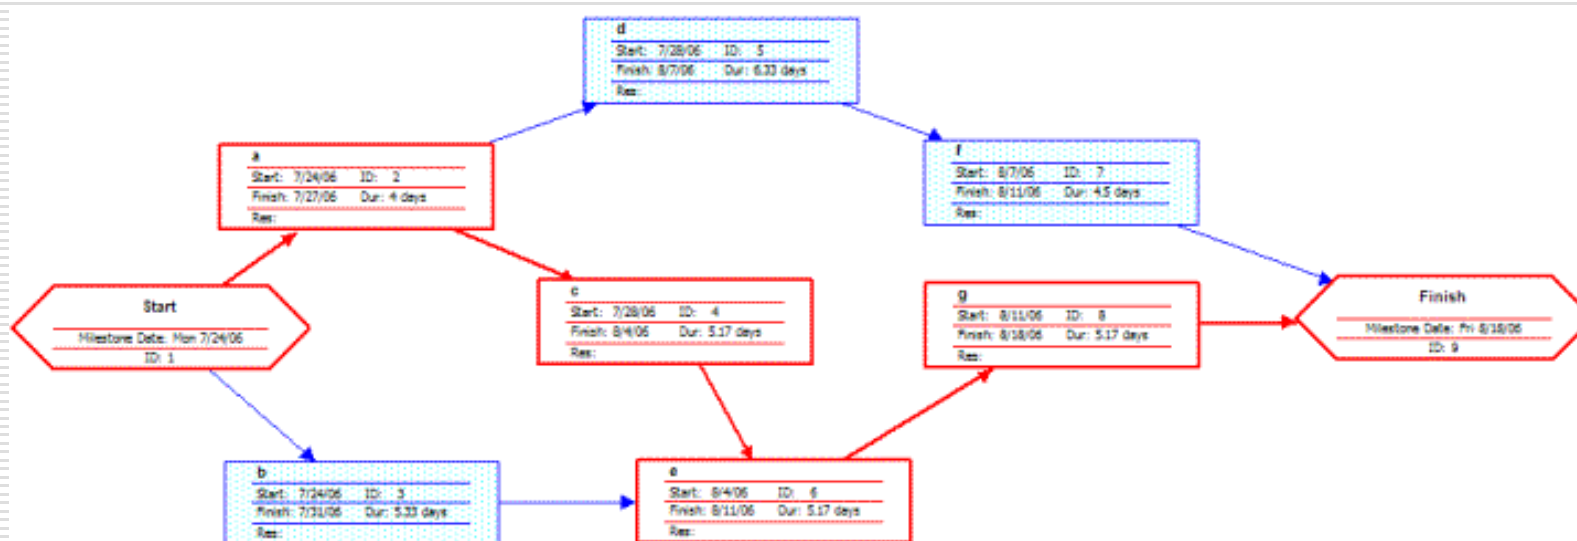 d
Start: 7/28/06 ID: 5
Finish: 8/7/06 Dur: 6.33 days
Res:
a
Start: 7/24/06 ID: 2
Finish: 7/27/06 Dur: 4 days
Res:
f
Start: 8/7/06 ID: 7
Finish: 8/11/06 Dur: 4.5 days
Res:
Start
Milestone Date: Mon 7/24/06
ID: 1
c
Start: 7/28/06 ID: 4
Finish: 8/4/06 Dur: 5.17 days
Res:
g
Start: 8/11/06 ID: 8
Finish: 8/18/06 Dur: 5.17 days
Res:
Finish
Milestone Date: Fri 8/18/06
ID: 9
b
Start: 7/24/06 ID: 3
Finish: 7/31/06 Dur: 5.33 days
Res:
e
Start: 8/4/06 ID: 6
Finish: 8/11/06 Dur: 5.17 days
Res: